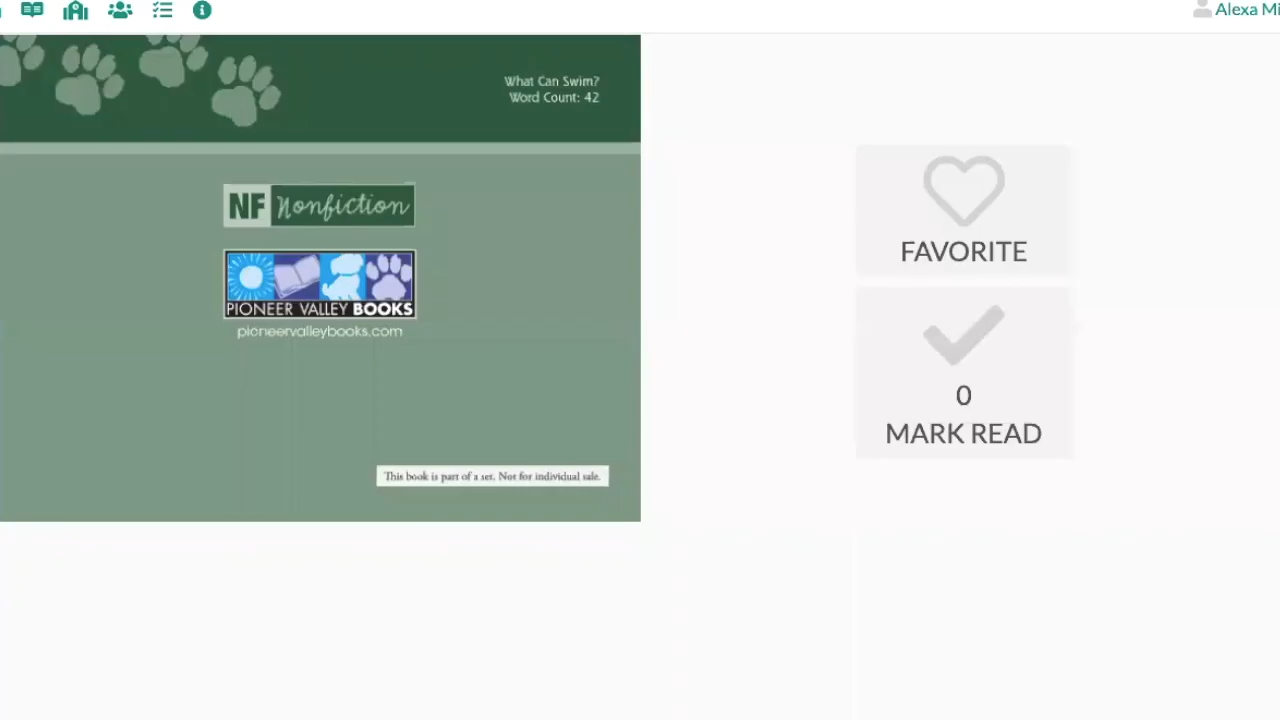 Alexa Mi
What Can Swim?
Word Count: 42
NF Nonfiction
PIONEER VALLEY BOOKS
pioneervalleybooks.com
This book is part of a set. Not for individual sale.
FAVORITE
0
MARK READ